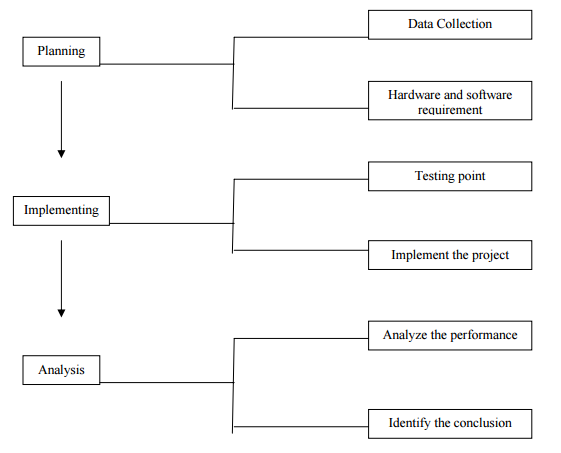 Data Collection
Planning
Hardware and software
requirement
Testing point
Implementing
Implement the project
Analyze the performance
Analysis
Identify the conclusion